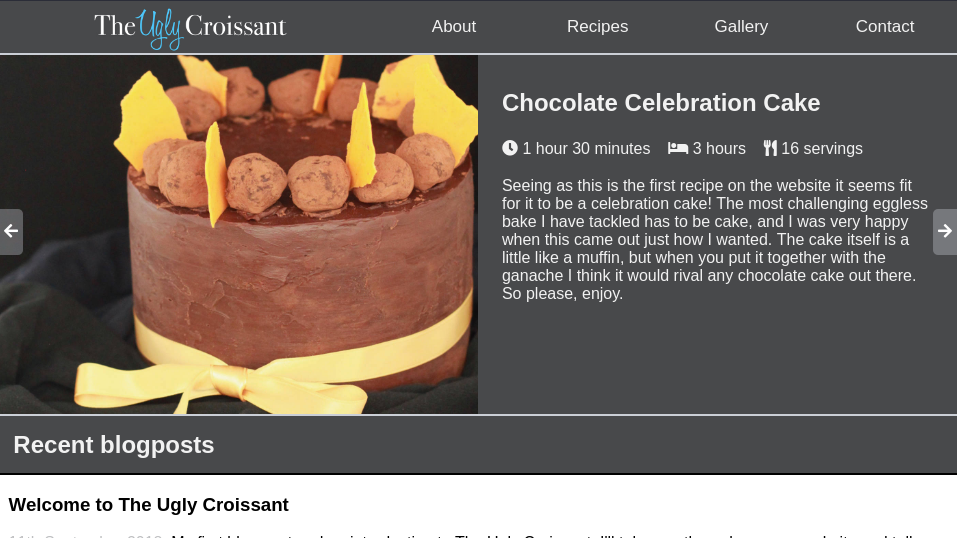 The Ugly Croissant
About
Recipes
Gallery
Contact
Chocolate Celebration Cake
1 hour 30 minutes
3 hours
16 servings
Seeing as this is the first recipe on the website it seems fit
for it to be a celebration cake! The most challenging eggless
bake I have tackled has to be cake, and I was very happy
when this came out just how I wanted. The cake itself is a
little like a muffin, but when you put it together with the
ganache I think it would rival any chocolate cake out there.
So please, enjoy.
Recent blogposts
Welcome to The Ugly Croissant